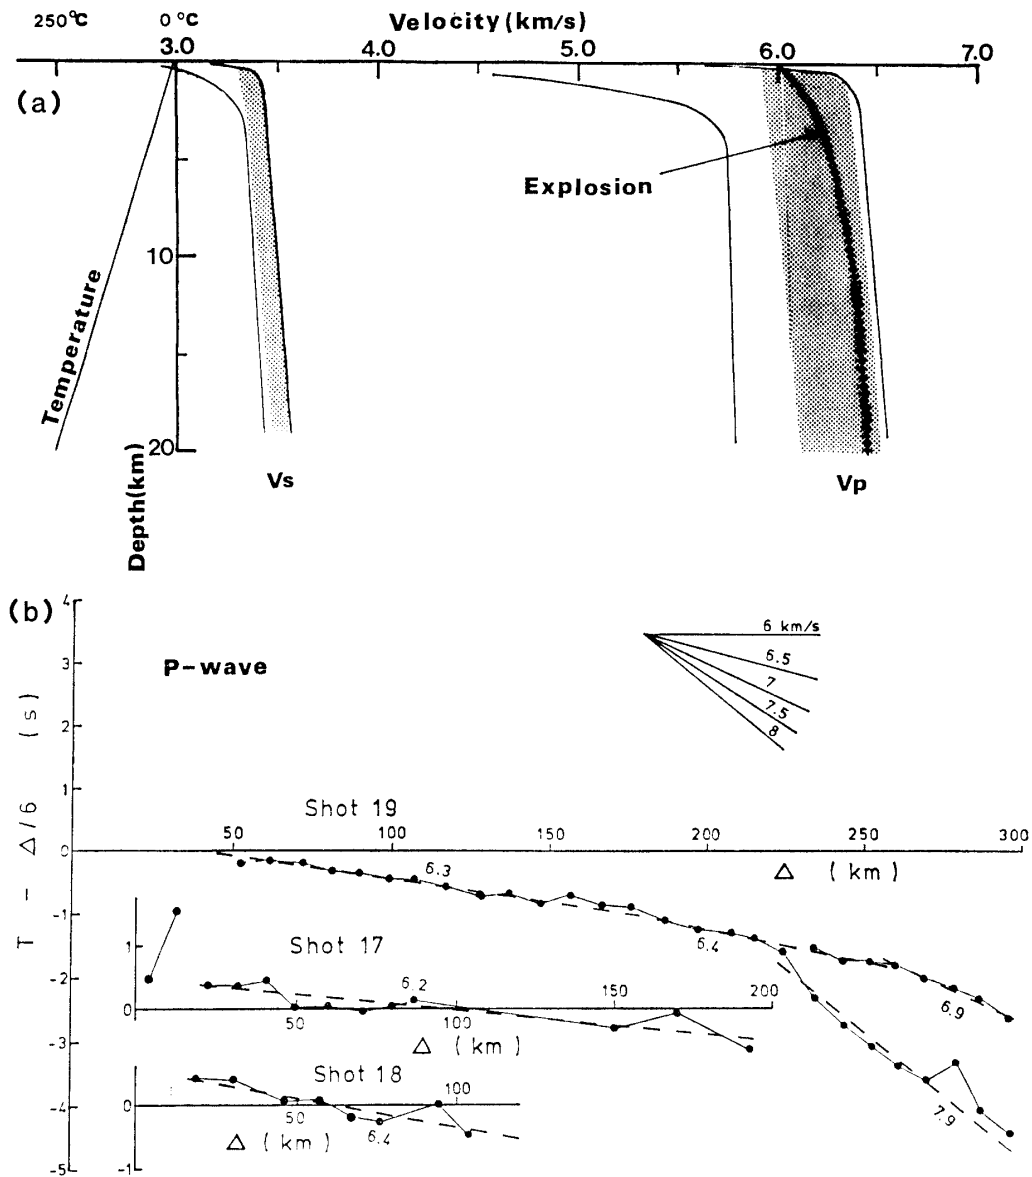 250°C 0 °C Velocity (km/s)
3.0 4.0 5.0 6.0 7.0
(a)
Explosion
10
Temperature
20
Depth(km)
Vs Vp
(b)
4
6 km/s
P-wave
3
6.5
7
7.5
8
2
1
T - Δ/6 (s)
Shot 19
50 100 150 200 250 300
0
Δ (km)
6.3
-1
6.4
Shot 17
1
6.2
-2
150 200
0
50 100
6.9
Δ (km)
-3
Shot 18
100
0
50
-4
6.4
7.9
Δ (km)
-5
-1